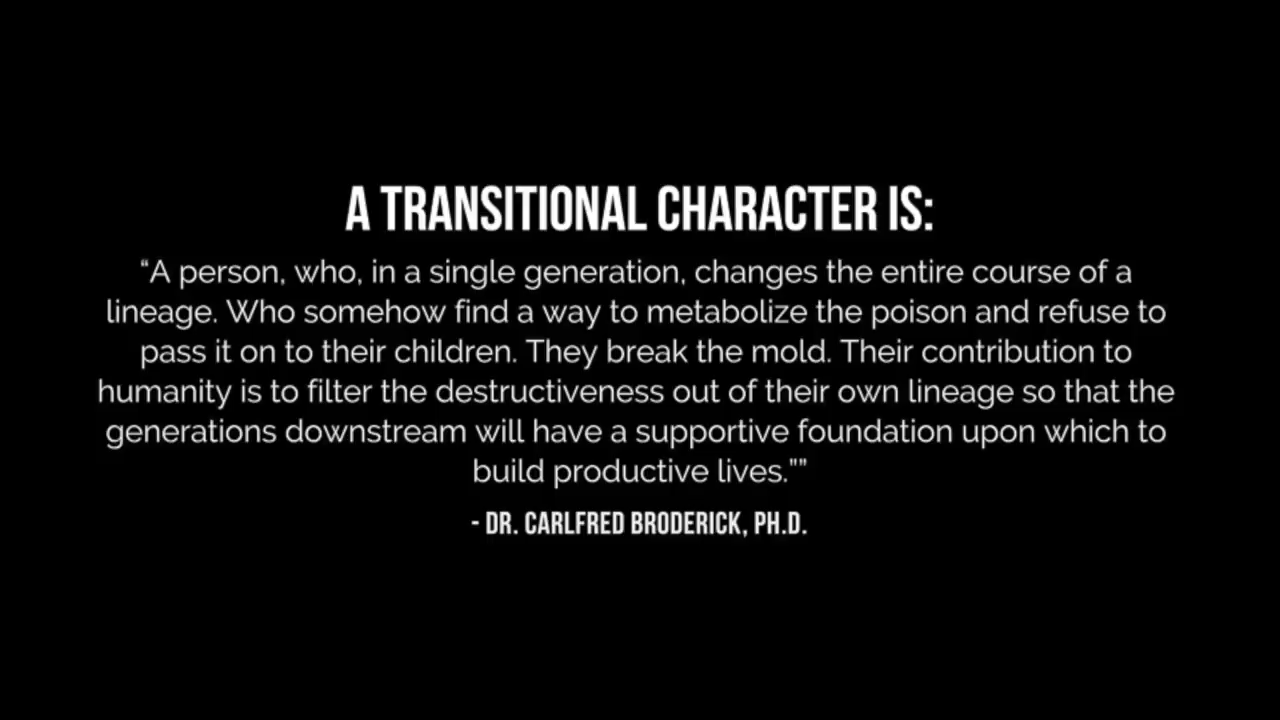 A TRANSITIONAL CHARACTER IS:
“A person, who, in a single generation, changes the entire course of a
lineage. Who somehow find a way to metabolize the poison and refuse to
pass it on to their children. They break the mold. Their contribution to
humanity is to filter the destructiveness out of their own lineage so that the
generations downstream will have a supportive foundation upon which to
build productive lives.””
- DR. CARLFRED BRODERICK, PH.D.